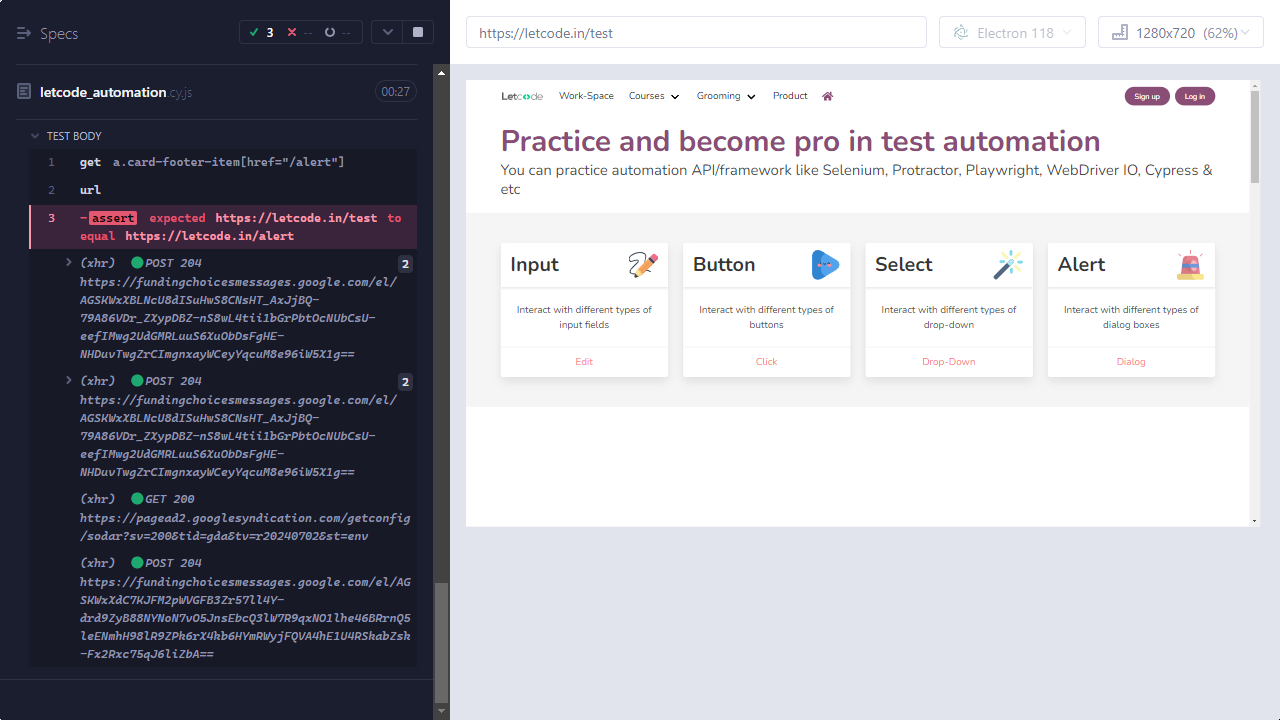 Specs
3
--
--
https://letcode.in/test
Electron 118
1280x720 (62%)
letcode_automation.cy.js
00:27
TEST BODY
1 get a.card-footer-item[href="/alert"]
2 url
3 -assert expected https://letcode.in/test to
equal https://letcode.in/alert
(xhr) POST 204
2
https://fundingchoicesmessages.google.com/el/
AGSKWxXBLNcU8dISuHwS8CNsHT_AxJjBQ-
79A86VDr_ZXypDBZ-nS8wL4tii1bGrPbtOcNUbCsU-
eefIMwg2UdGMRLuuS6XuObDsFgHE-
NHDuvTwgZrCImgnxayWCeyYqcuM8e96iW5X1g==
(xhr) POST 204
2
https://fundingchoicesmessages.google.com/el/
AGSKWxXBLNcU8dISuHwS8CNsHT_AxJjBQ-
79A86VDr_ZXypDBZ-nS8wL4tii1bGrPbtOcNUbCsU-
eefIMwg2UdGMRLuuS6XuObDsFgHE-
NHDuvTwgZrCImgnxayWCeyYqcuM8e96iW5X1g==
(xhr) GET 200
https://pagead2.googlesyndication.com/getconfig
/sodar?sv=200&tid=gda&tv=r20240702&st=env
(xhr) POST 204
https://fundingchoicesmessages.google.com/el/AG
SKWxXdC7KJFM2pWVGFB3Zr57ll4Y-
drd9ZyB88NYNoN7vO5JnsEbcQ3lW7R9qxNO1lhe46BRrnQ5
leENmhH98lR9ZPk6rX4kb6HYmRWyjFQVA4hE1U4RSkabZsk
-Fx2Rxc75qJ6liZbA==
Letcode
Work-Space
Courses
Grooming
Product
Sign up
Log in
Practice and become pro in test automation
You can practice automation API/framework like Selenium, Protractor, Playwright, WebDriver IO, Cypress &
etc
Input
Interact with different types of
input fields
Edit
Button
Interact with different types of
buttons
Click
Select
Interact with different types of
drop-down
Drop-Down
Alert
Interact with different types of
dialog boxes
Dialog